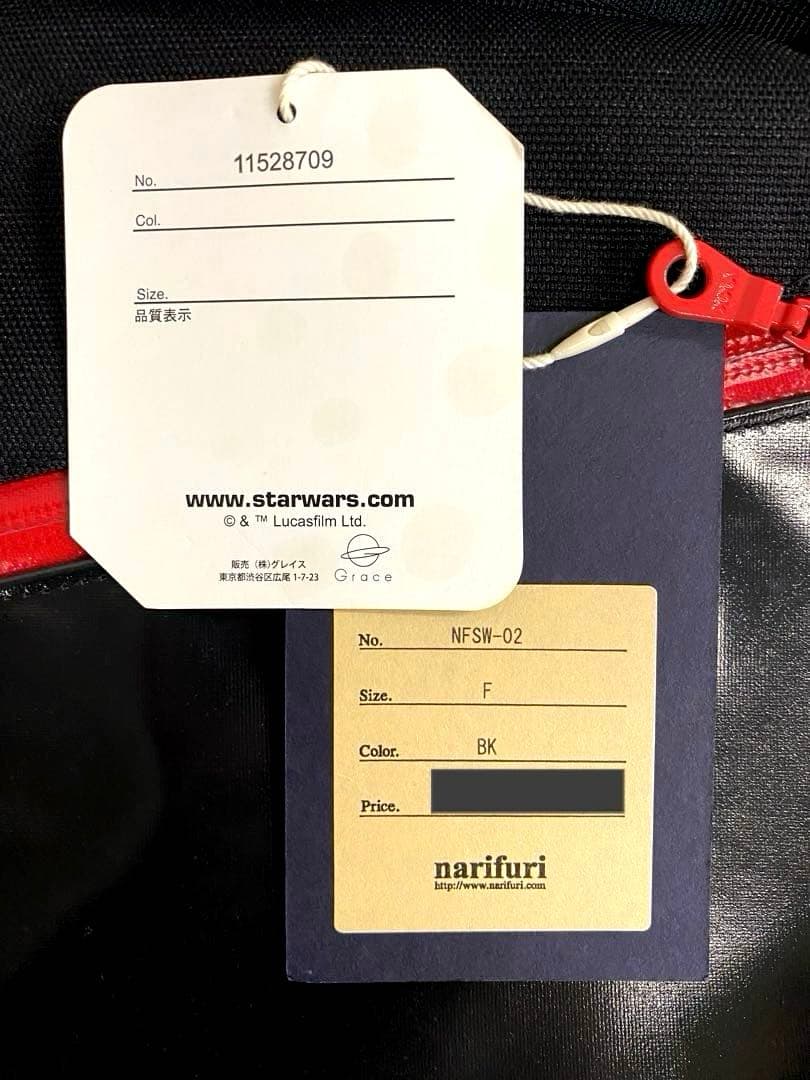 No. 11528709
Col.
Size.
品質表示
www.starwars.com
© & ™ Lucasfilm Ltd.
販売 (株)グレイス
東京都渋谷区広尾 1-7-23
Grace
No. NFSW-02
Size. F
Color. BK
Price.
narifuri
http://www.narifuri.com